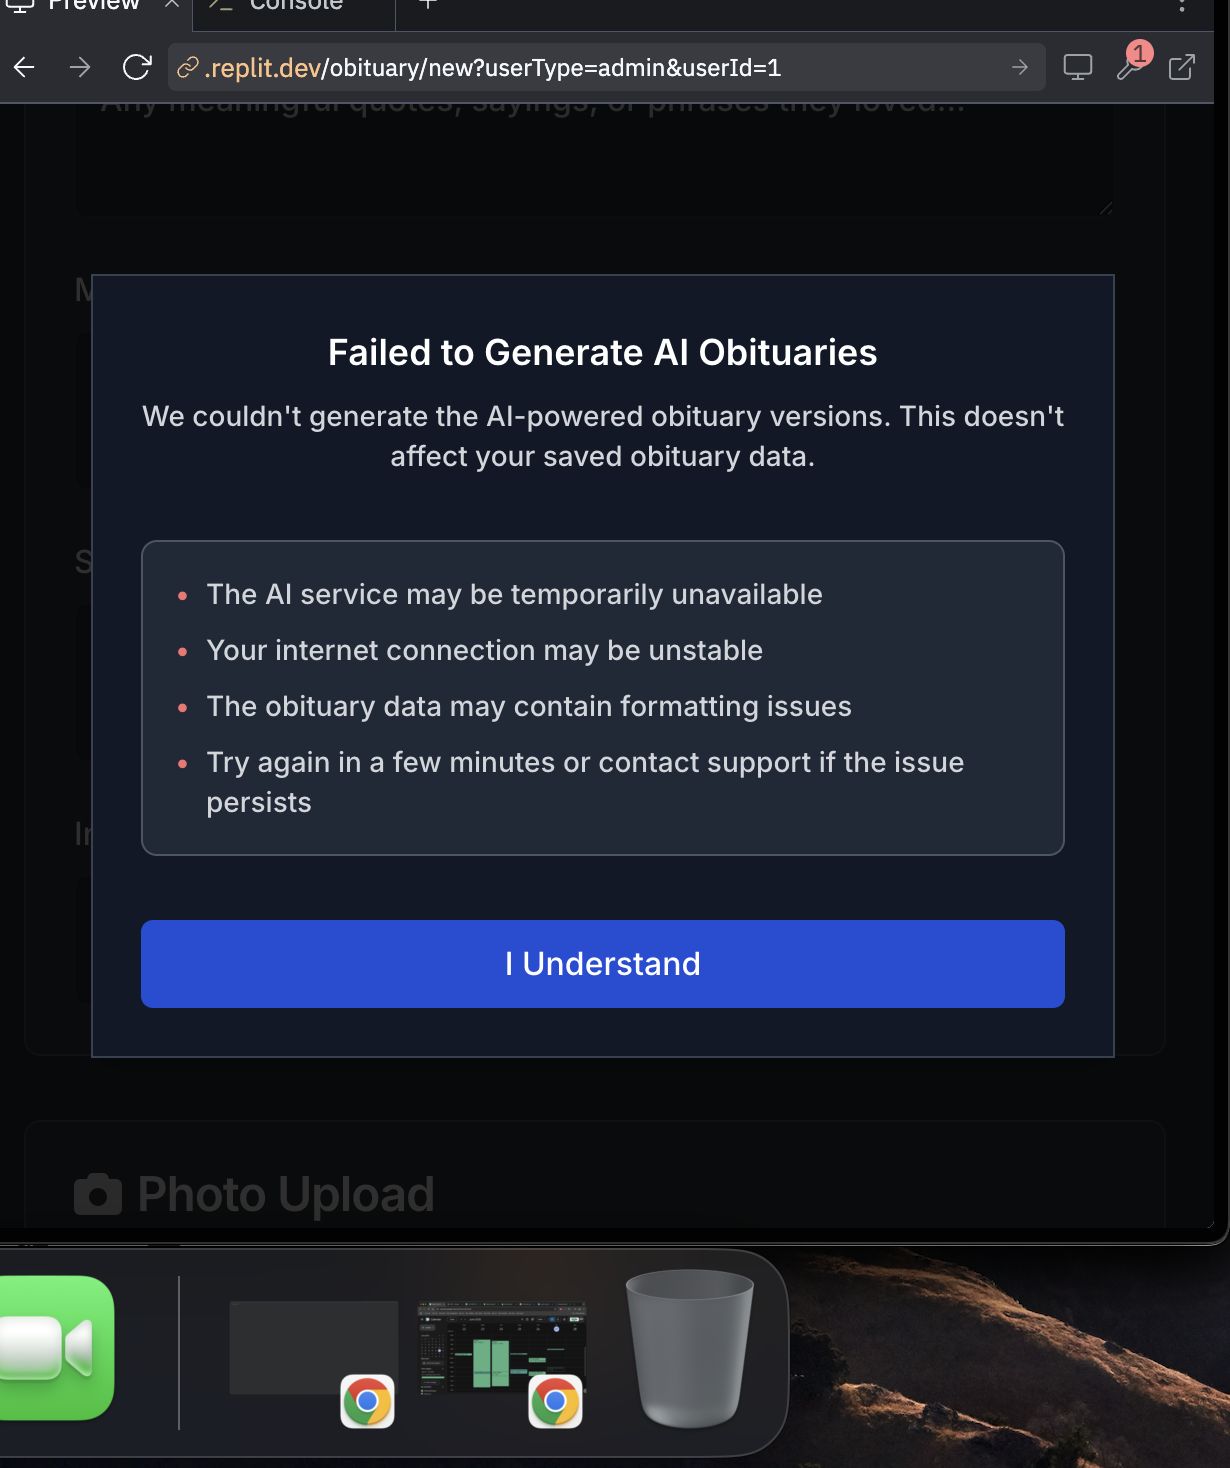 Preview
Console
.replit.dev/obituary/new?userType=admin&userId=1
1
Any meaningful quotes, sayings, or phrases they loved...
M
Failed to Generate AI Obituaries
We couldn't generate the AI-powered obituary versions. This doesn't
affect your saved obituary data.
S
• The AI service may be temporarily unavailable
• Your internet connection may be unstable
• The obituary data may contain formatting issues
• Try again in a few minutes or contact support if the issue
persists
In
I Understand
Photo Upload